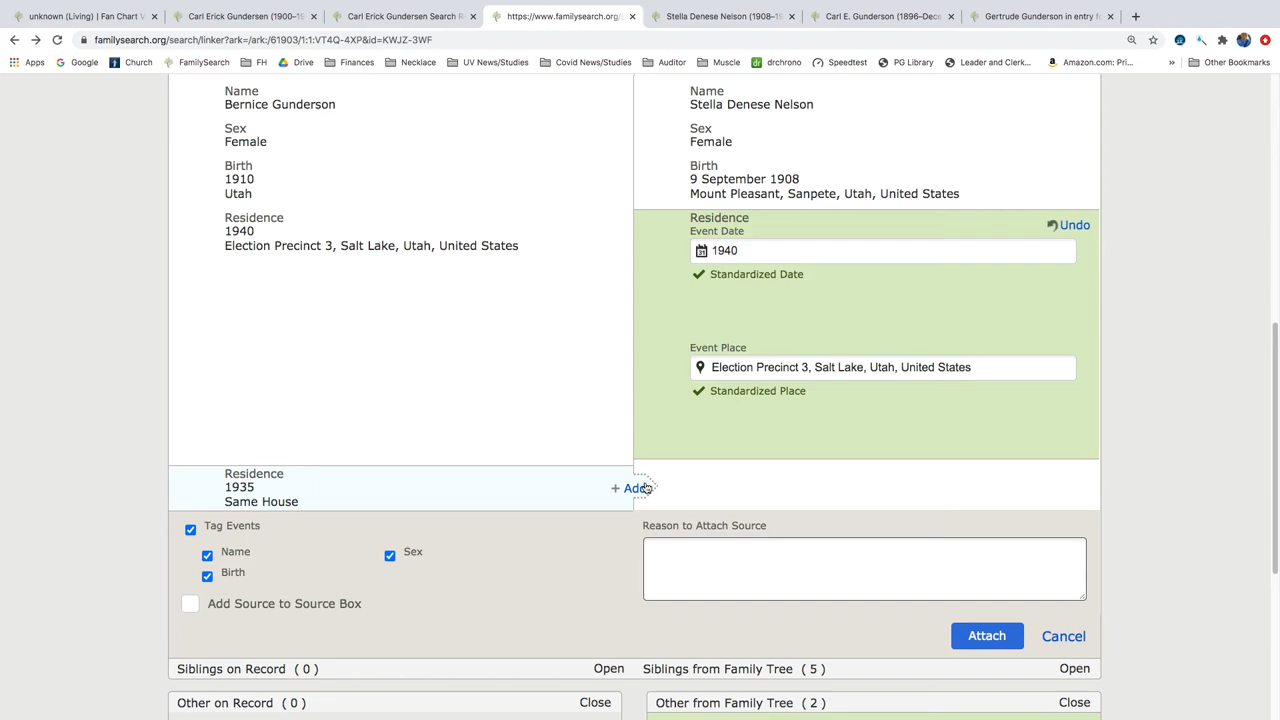 unknown (Living) | Fan Chart V
Carl Erick Gundersen (1900–1
Carl Erick Gundersen Search R
https://www.familysearch.org/
Stella Denese Nelson (1908–19
Carl E. Gunderson (1896–Dece
Gertrude Gunderson in entry fo
familysearch.org/search/linker?ark=/ark:/61903/1:1:VT4Q-4XP&id=KWJZ-3WF
Apps
Google
Church
FamilySearch
FH
Drive
Finances
Necklace
UV News/Studies
Covid News/Studies
Auditor
Muscle
dr drchrono
Speedtest
PG Library
Leader and Clerk...
Amazon.com: Pri...
»
Other Bookmarks
Name
Bernice Gunderson
Sex
Female
Birth
1910
Utah
Residence
1940
Election Precinct 3, Salt Lake, Utah, United States
Name
Stella Denese Nelson
Sex
Female
Birth
9 September 1908
Mount Pleasant, Sanpete, Utah, United States
Residence
Undo
Event Date
1940
Standardized Date
Event Place
Election Precinct 3, Salt Lake, Utah, United States
Standardized Place
Residence
1935
Same House
+ Add
Tag Events
Name
Sex
Birth
Add Source to Source Box
Reason to Attach Source
Attach
Cancel
Siblings on Record ( 0 )
Open
Siblings from Family Tree ( 5 )
Open
Other on Record ( 0 )
Close
Other from Family Tree ( 2 )
Close